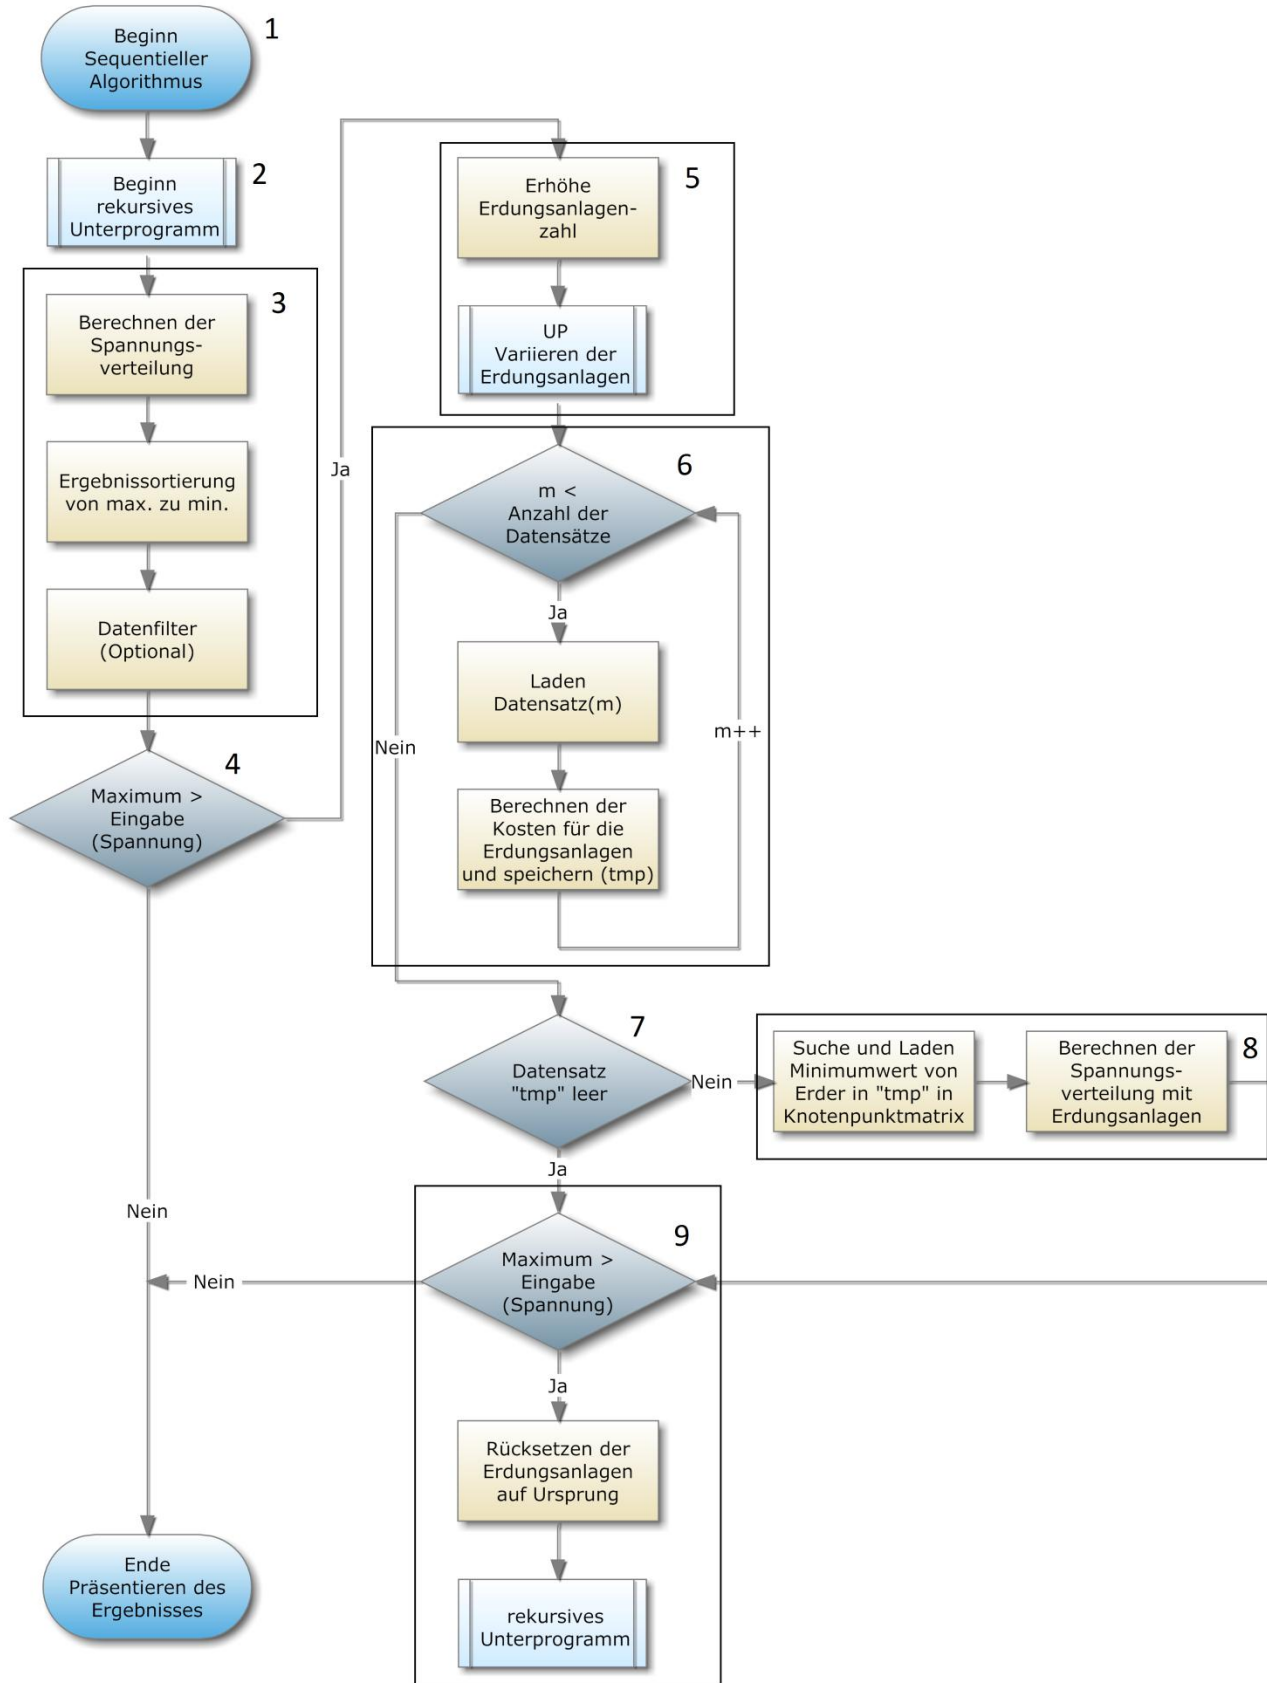 Beginn
Sequentieller
Algorithmus
1
Beginn
rekursives
Unterprogramm
2
3
Berechnen der
Spannungs-
verteilung
Ergebnissortierung
von max. zu min.
Datenfilter
(Optional)
4
Maximum >
Eingabe
(Spannung)
Ja
Nein
5
Erhöhe
Erdungsanlagen-
zahl
UP
Variieren der
Erdungsanlagen
6
m <
Anzahl der
Datensätze
Ja
Laden
Datensatz(m)
m++
Nein
Berechnen der
Kosten für die
Erdungsanlagen
und speichern (tmp)
7
Datensatz
"tmp" leer
Nein
8
Suche und Laden
Minimumwert von
Erder in "tmp" in
Knotenpunktmatrix
Berechnen der
Spannungs-
verteilung mit
Erdungsanlagen
Ja
9
Maximum >
Eingabe
(Spannung)
Nein
Ja
Rücksetzen der
Erdungsanlagen
auf Ursprung
rekursives
Unterprogramm
Ende
Präsentieren des
Ergebnisses